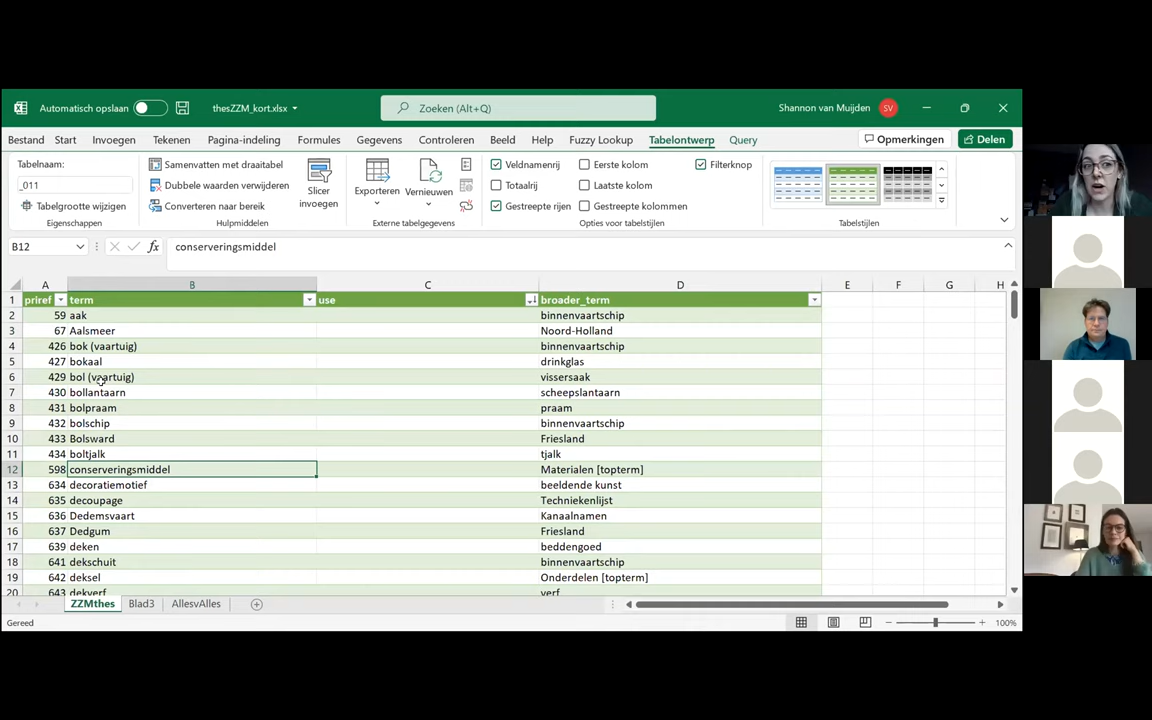 Automatisch opslaan
thesZZM_kort.xlsx
Zoeken (Alt+Q)
Shannon van Muijden SV
Bestand Start Invoegen Tekenen Pagina-indeling Formules Gegevens Controleren Beeld Help Fuzzy Lookup Tabelontwerp Query Opmerkingen Delen
Tabelnaam:
_011
Tabelgrootte wijzigen
Eigenschappen
Samenvatten met draaitabel
Dubbele waarden verwijderen
Converteren naar bereik
Hulpmiddelen
Slicer
invoegen
Exporteren
Vernieuwen
Externe tabelgegevens
Veldnamenrij Eerste kolom Filterknop
Totaalrij Laatste kolom
Gestreepte rijen Gestreepte kolommen
Opties voor tabelstijlen
Tabelstijlen
B12 fx conserveringsmiddel
A B C D E F G H
1 priref term use broader_term
2 59 aak binnenvaartschip
3 67 Aalsmeer Noord-Holland
4 426 bok (vaartuig) binnenvaartschip
5 427 bokaal drinkglas
6 429 bol (vaartuig) vissersaak
7 430 bollantaarn scheepslantaarn
8 431 bolpraam praam
9 432 bolschip binnenvaartschip
10 433 Bolsward Friesland
11 434 boltjalk tjalk
12 598 conserveringsmiddel Materialen [topterm]
13 634 decoratiemotief beeldende kunst
14 635 decoupage Techniekenlijst
15 636 Dedemsvaart Kanaalnamen
16 637 Dedgum Friesland
17 639 deken beddengoed
18 641 dekschuit binnenvaartschip
19 642 deksel Onderdelen [topterm]
20 643 dekverf verf
ZZMthes Blad3 AllesvAlles
Gereed
100%